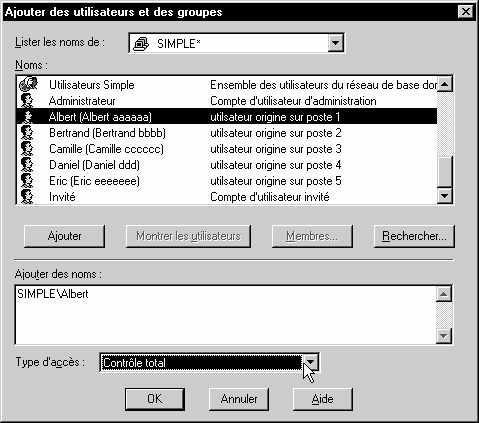 Ajouter des utilisateurs et des groupes
Lister les noms de : SIMPLE*
Noms :
Utilisateurs Simple Ensemble des utilisateurs du réseau de base dor
Administrateur Compte d'utilisateur d'administration
Albert (Albert aaaaaa) utilsateur origine sur poste 1
Bertrand (Bertrand bbbb) utilsateur origine sur poste 2
Camille (Camille cccccc) utilsateur origine sur poste 3
Daniel (Daniel ddd) utilsateur origine sur poste 4
Eric (Eric eeeeeee) utilsateur origine sur poste 5
Invité Compte d'utilisateur invité
Ajouter Montrer les utilisateurs Membres... Rechercher...
Ajouter des noms :
SIMPLE\Albert
Type d'accès : Contrôle total
OK Annuler Aide